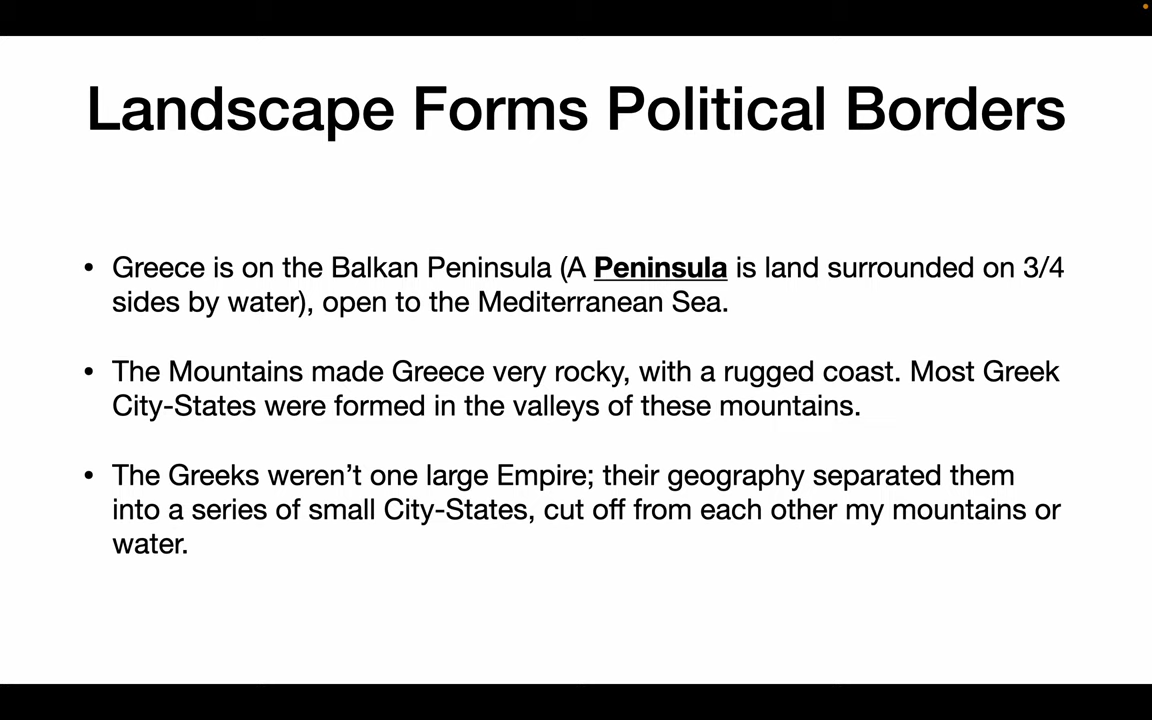 Landscape Forms Political Borders
• Greece is on the Balkan Peninsula (A Peninsula is land surrounded on 3/4
sides by water), open to the Mediterranean Sea.
• The Mountains made Greece very rocky, with a rugged coast. Most Greek
City-States were formed in the valleys of these mountains.
• The Greeks weren’t one large Empire; their geography separated them
into a series of small City-States, cut off from each other my mountains or
water.